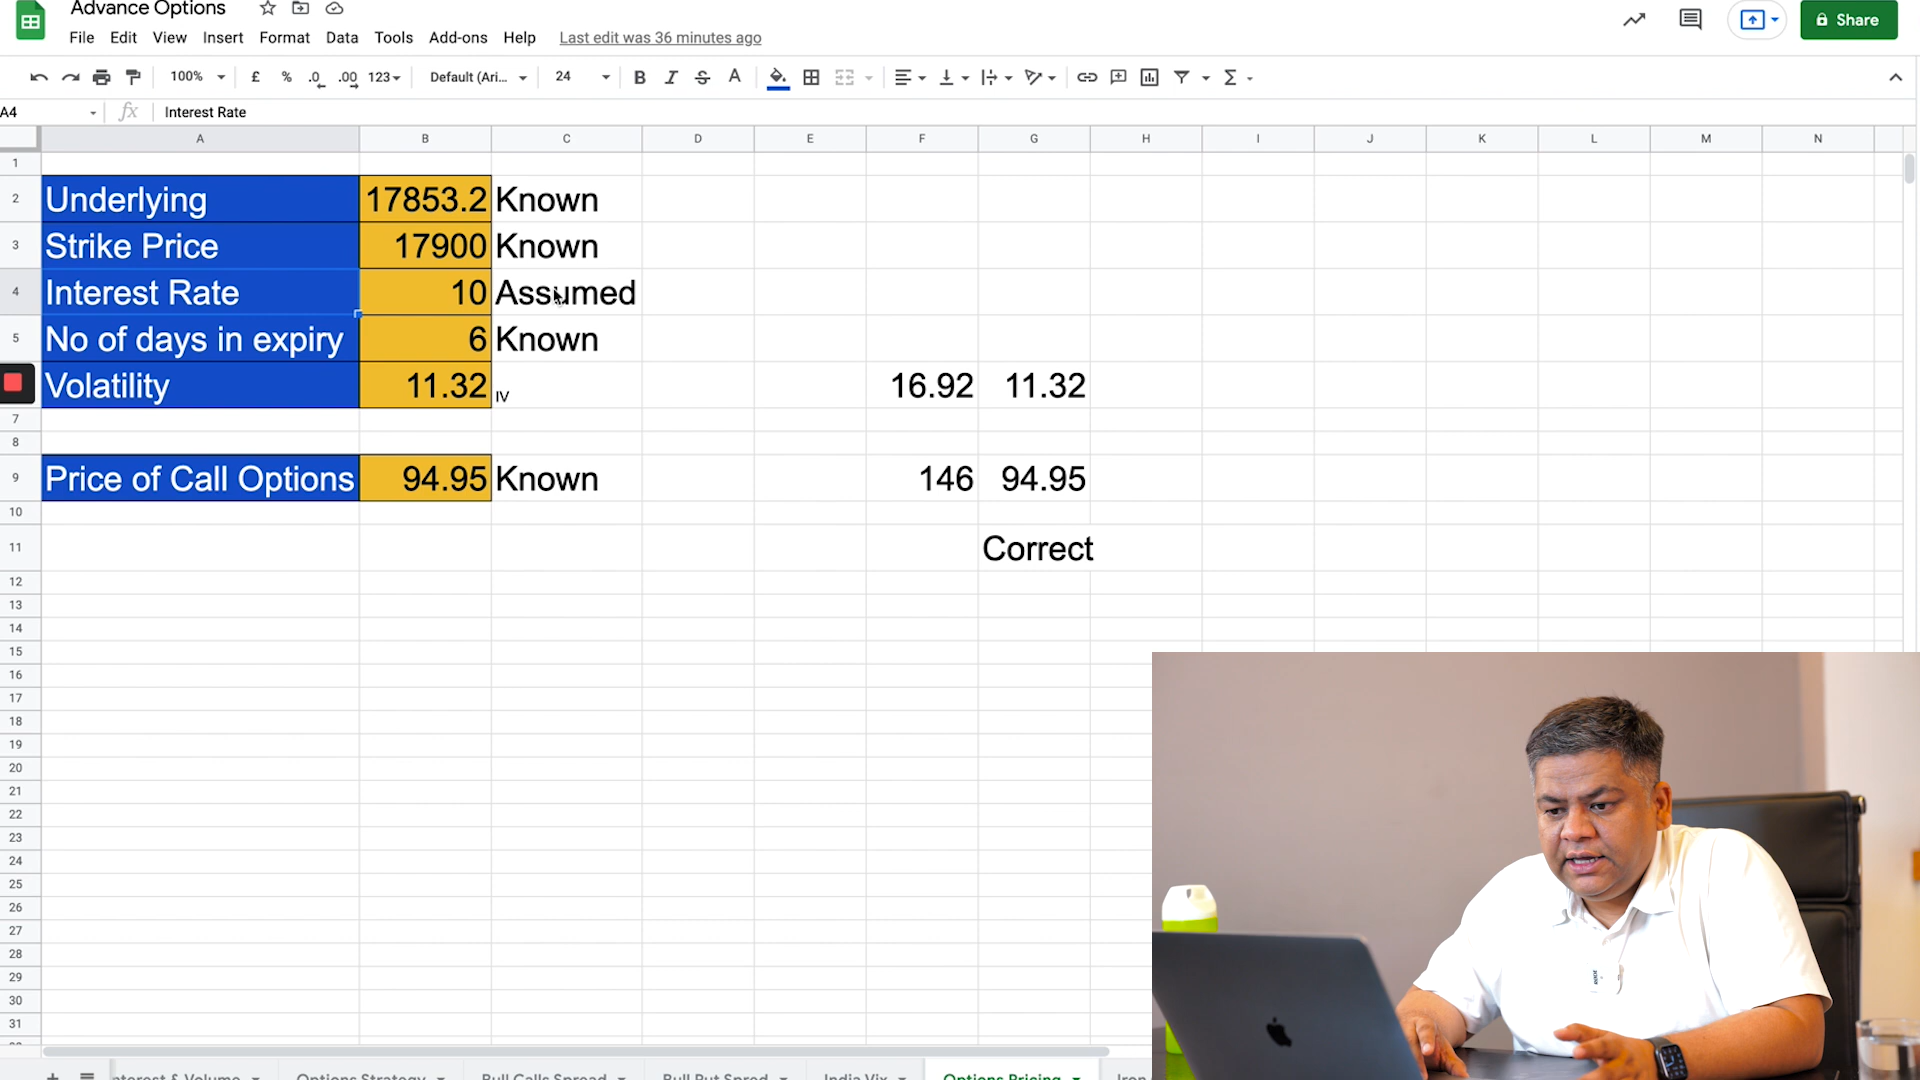 Advance Options
File Edit View Insert Format Data Tools Add-ons Help Last edit was 36 minutes ago
Share
100% £ % .0 .00 123 Default (Ari... 24 B I S A Σ
A4 fx Interest Rate
A B C D E F G H I J K L M N
1
2 Underlying 17853.2 Known
3 Strike Price 17900 Known
4 Interest Rate 10 Assumed
5 No of days in expiry 6 Known
Volatility 11.32 IV 16.92 11.32
7
8
9 Price of Call Options 94.95 Known 146 94.95
10
11 Correct
12
13
14
15
16
17
18
19
20
21
22
23
24
25
26
27
28
29
30
31
nterest & Volume Options Strategy Bull Calls Spread Bull Put Spred India Vix Options Pricing Iron